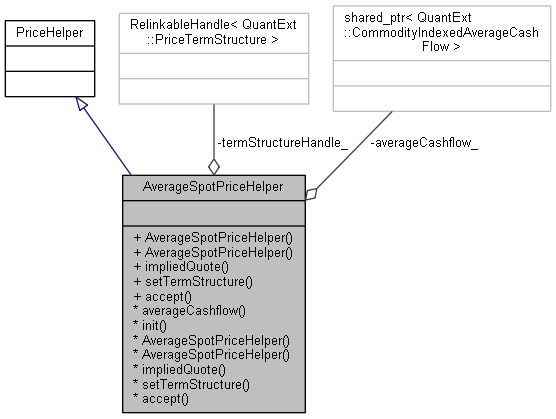 PriceHelper
RelinkableHandle< QuantExt
::PriceTermStructure >
shared_ptr< QuantExt
::CommodityIndexedAverageCash
Flow >
-termStructureHandle_
-averageCashflow_
AverageSpotPriceHelper
+ AverageSpotPriceHelper()
+ AverageSpotPriceHelper()
+ impliedQuote()
+ setTermStructure()
+ accept()
* averageCashflow()
* init()
* AverageSpotPriceHelper()
* AverageSpotPriceHelper()
* impliedQuote()
* setTermStructure()
* accept()